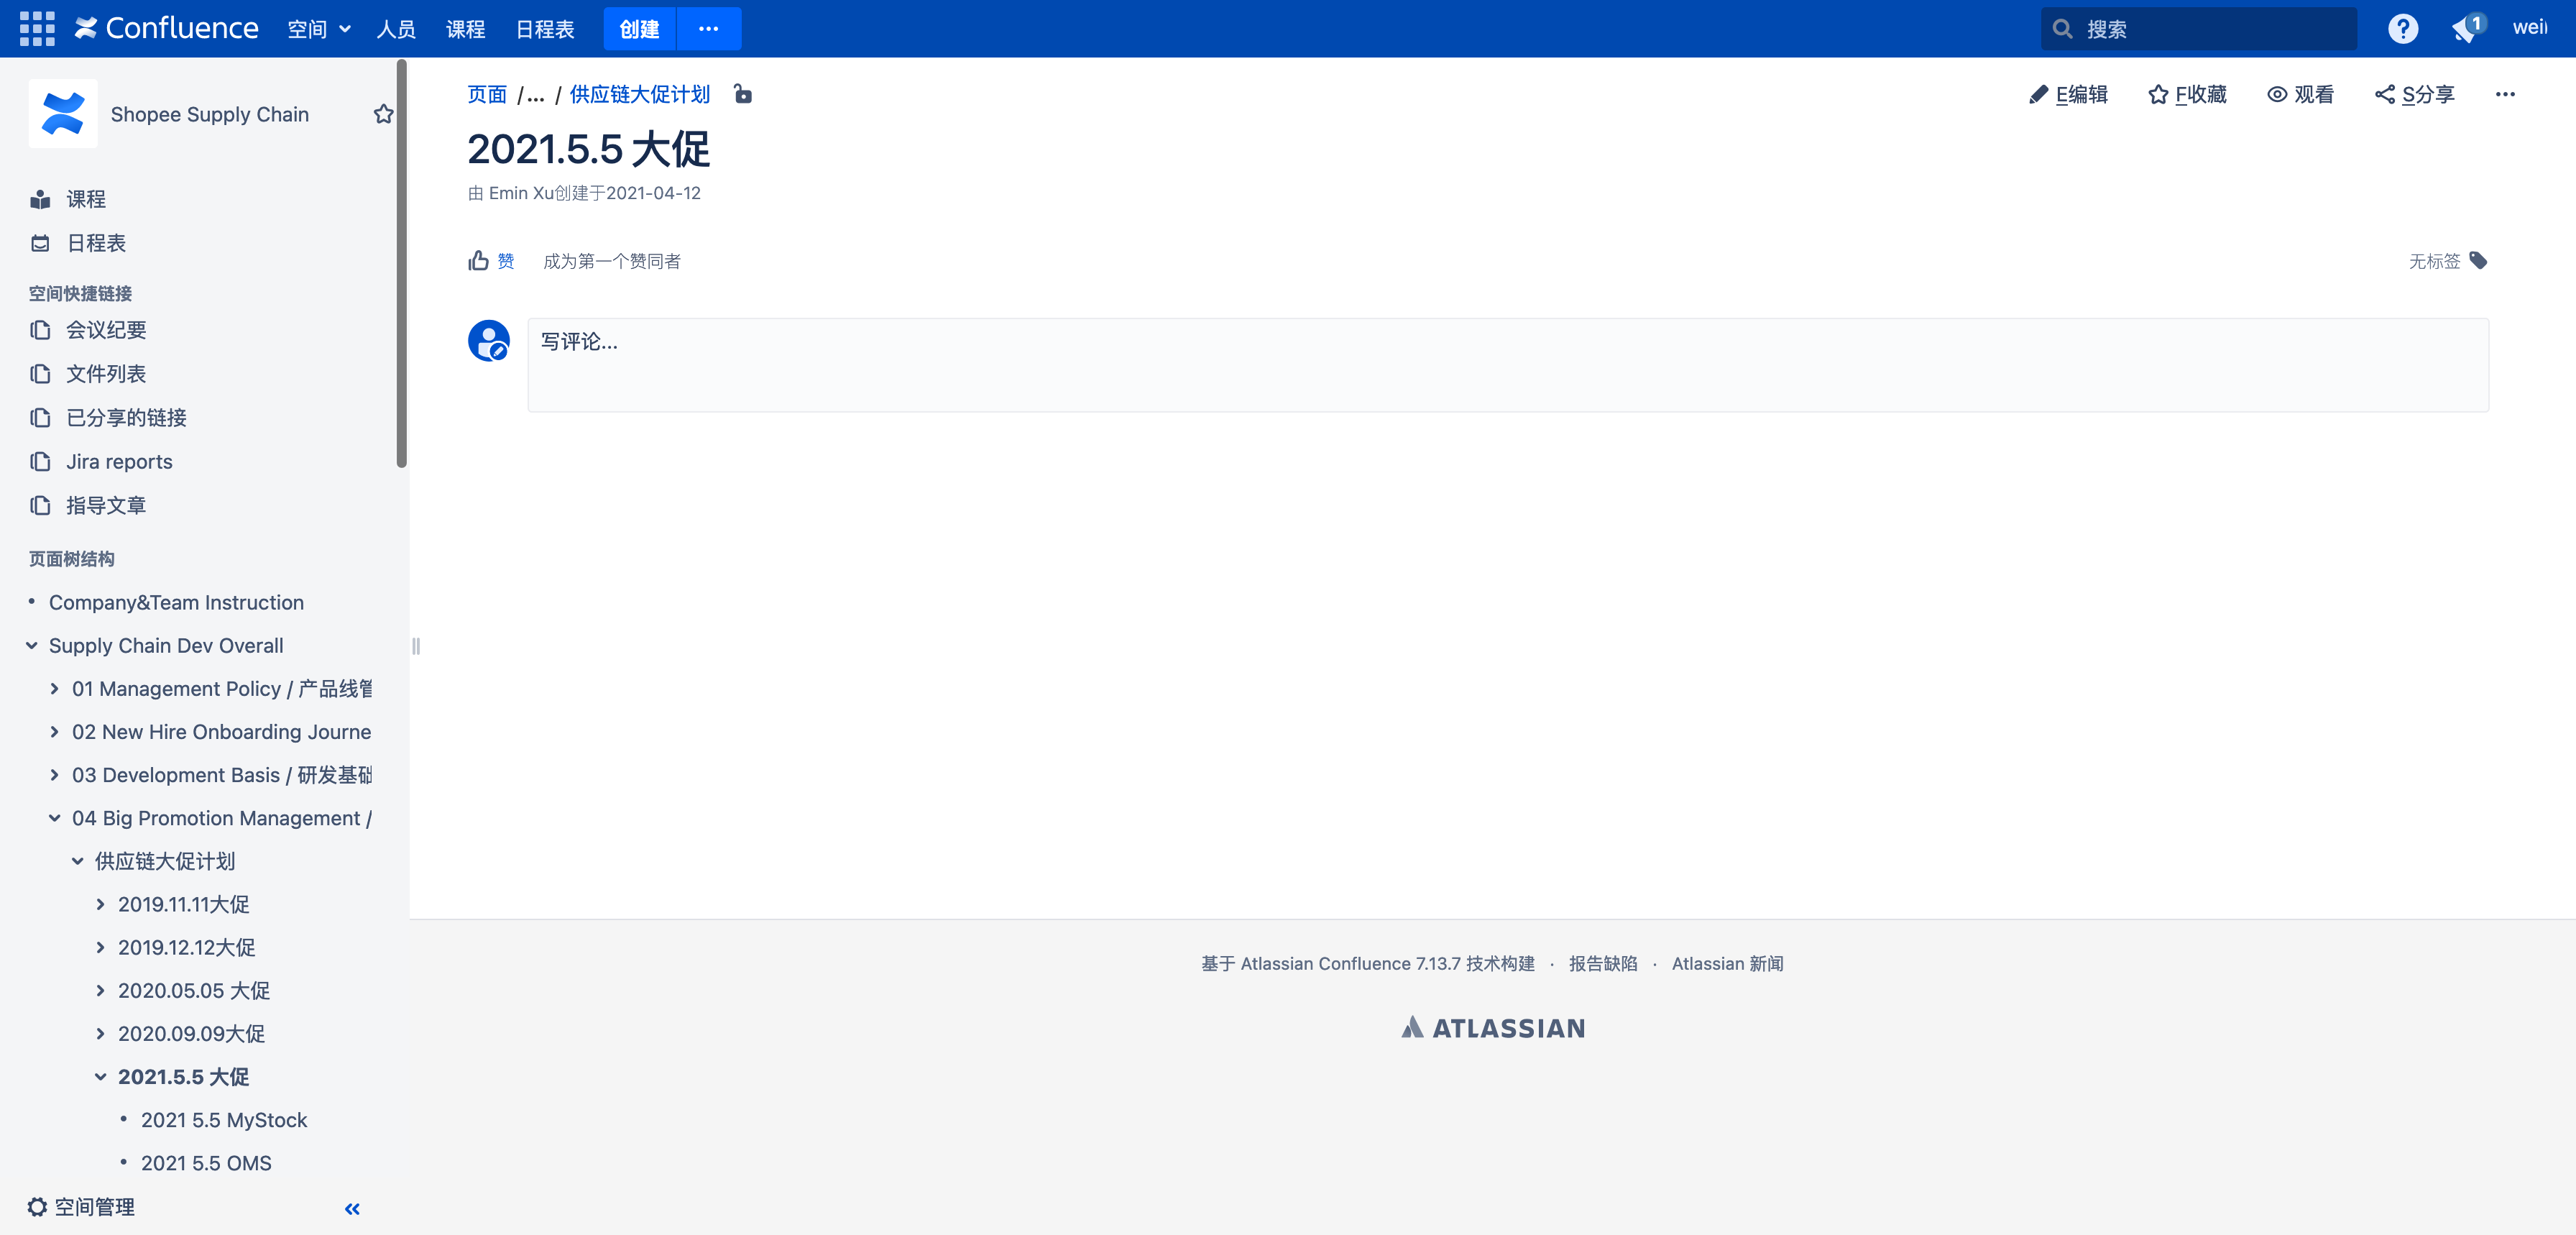 Confluence 空间 人员 课程 日程表 创建 ··· 搜索 ? 1
Shopee Supply Chain
课程
日程表
空间快捷链接
会议纪要
文件列表
已分享的链接
Jira reports
指导文章
页面树结构
• Company&Team Instruction
Supply Chain Dev Overall
01 Management Policy / 产品线管
02 New Hire Onboarding Journe
03 Development Basis / 研发基础
04 Big Promotion Management /
供应链大促计划
2019.11.11大促
2019.12.12大促
2020.05.05 大促
2020.09.09大促
2021.5.5 大促
• 2021 5.5 MyStock
• 2021 5.5 OMS
空间管理
页面 /... / 供应链大促计划
E编辑 F收藏 观看 S分享 ···
2021.5.5 大促
由 Emin Xu创建于2021-04-12
赞 成为第一个赞同者
无标签
写评论...
基于 Atlassian Confluence 7.13.7 技术构建 · 报告缺陷 · Atlassian 新闻
ATLASSIAN